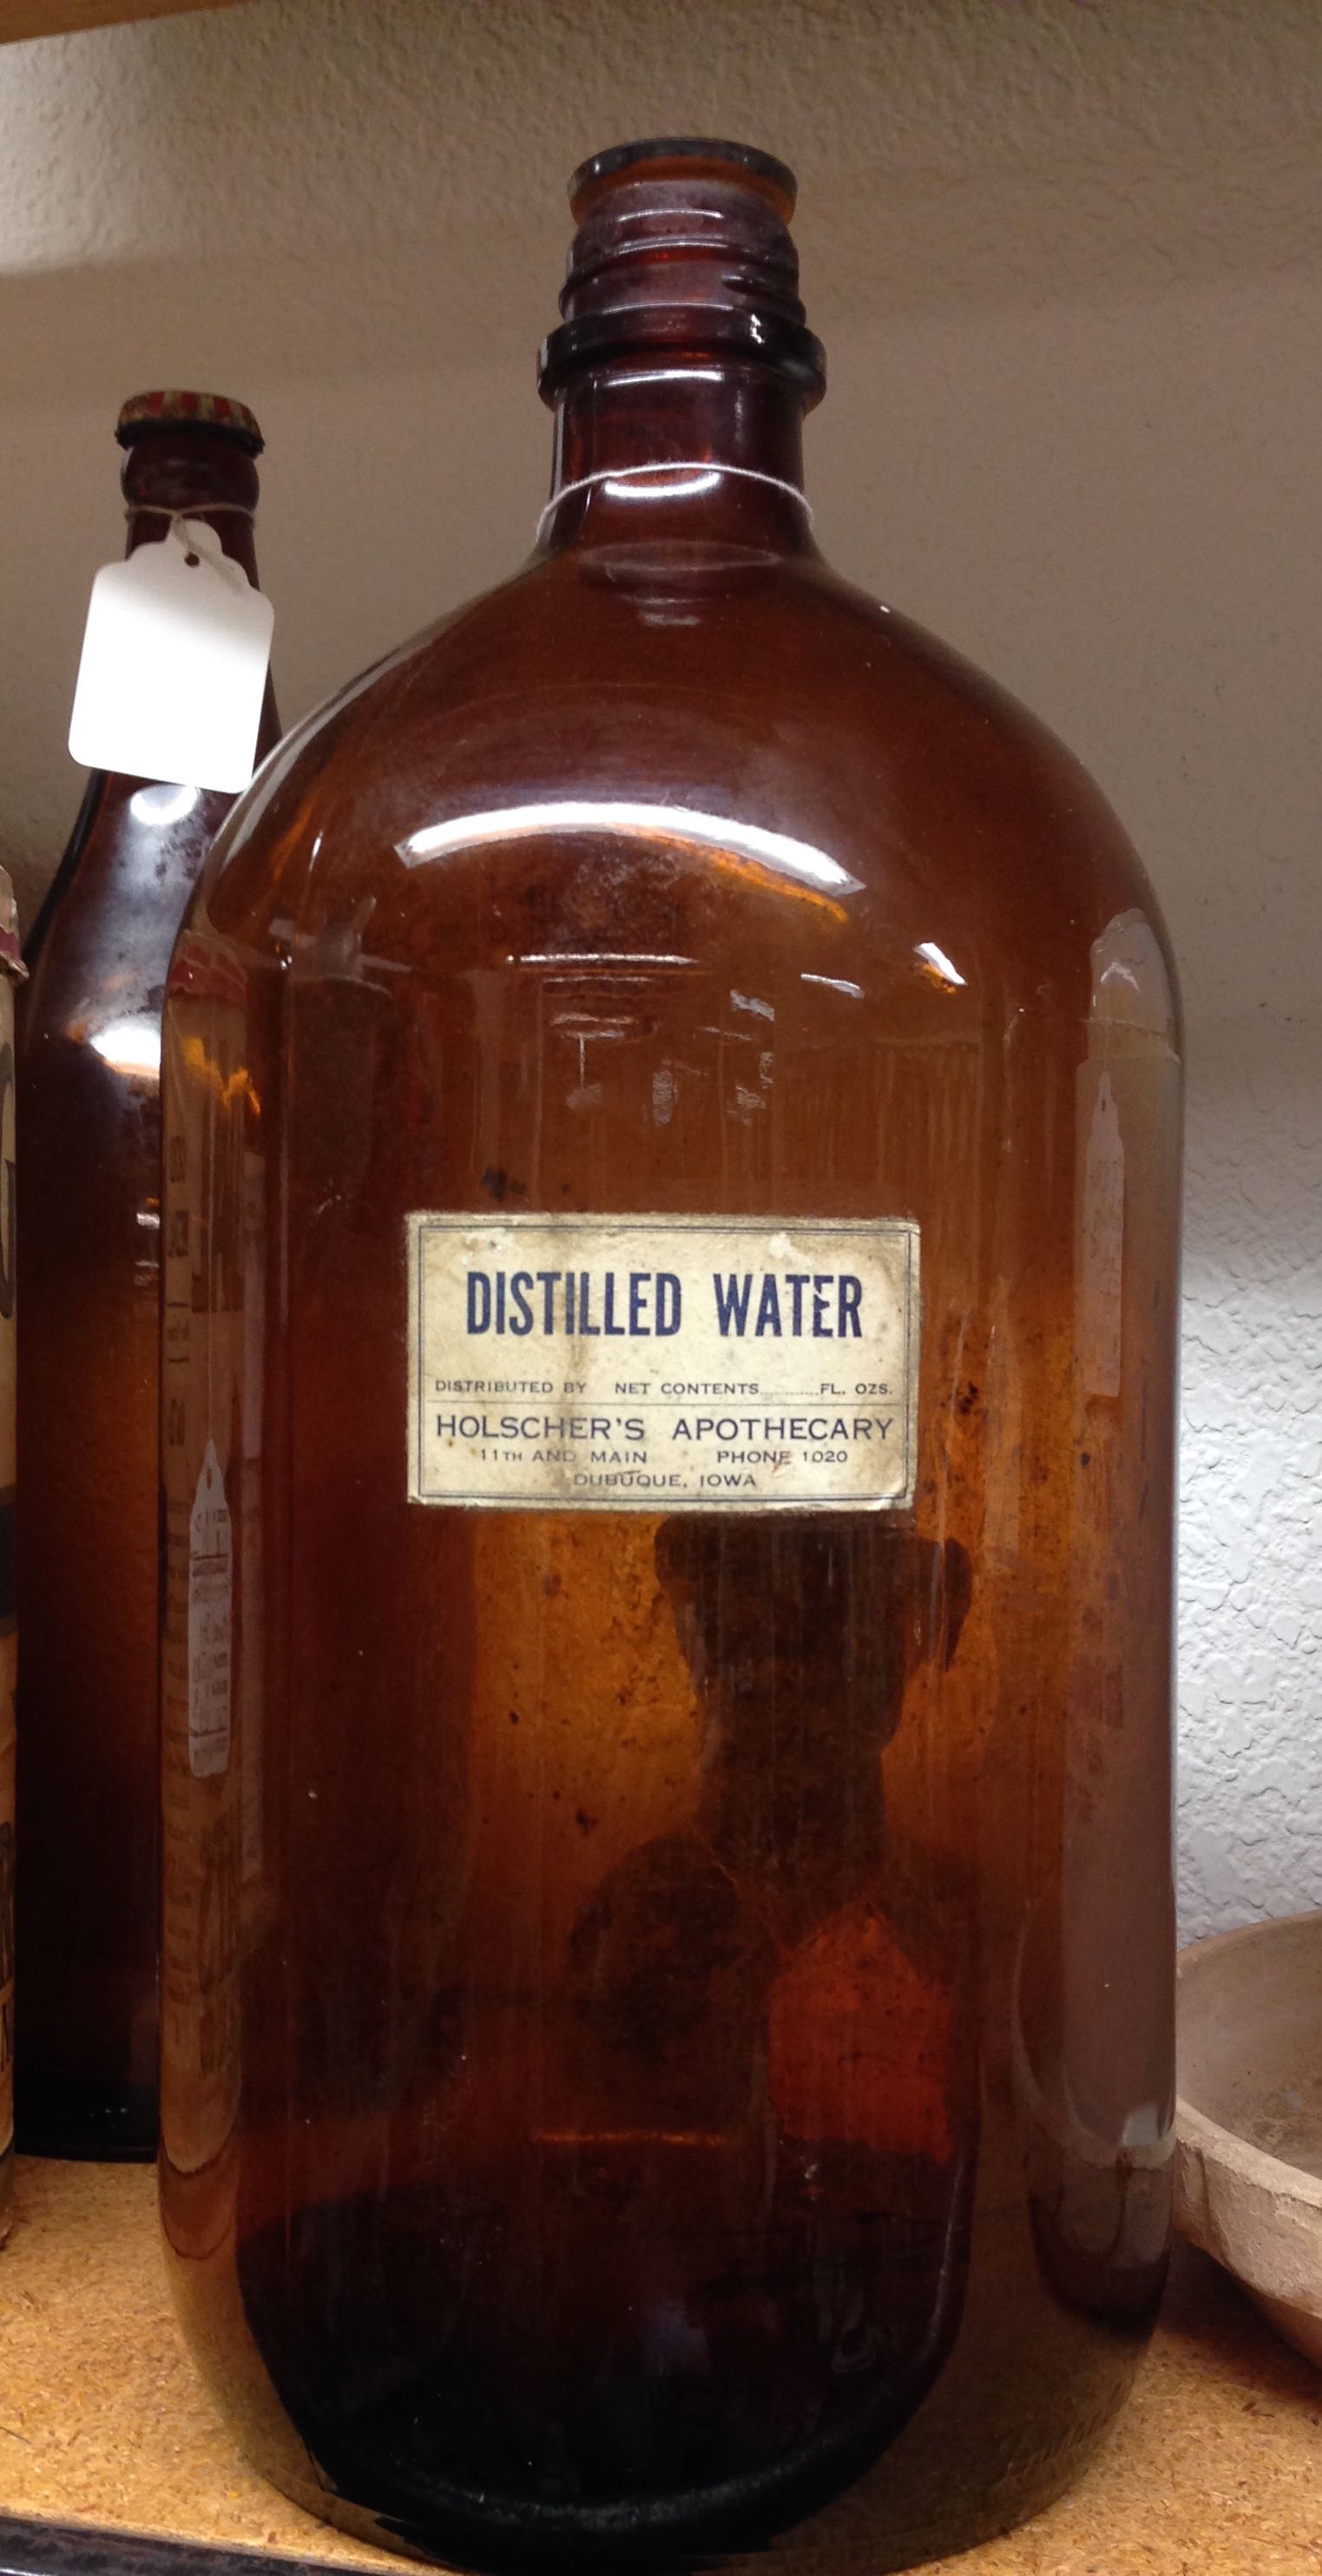 DISTILLED WATER
DISTRIBUTED BY NET CONTENTS............FL. OZS.
HOLSCHER'S APOTHECARY
11TH AND MAIN PHONE 1020
DUBUQUE, IOWA